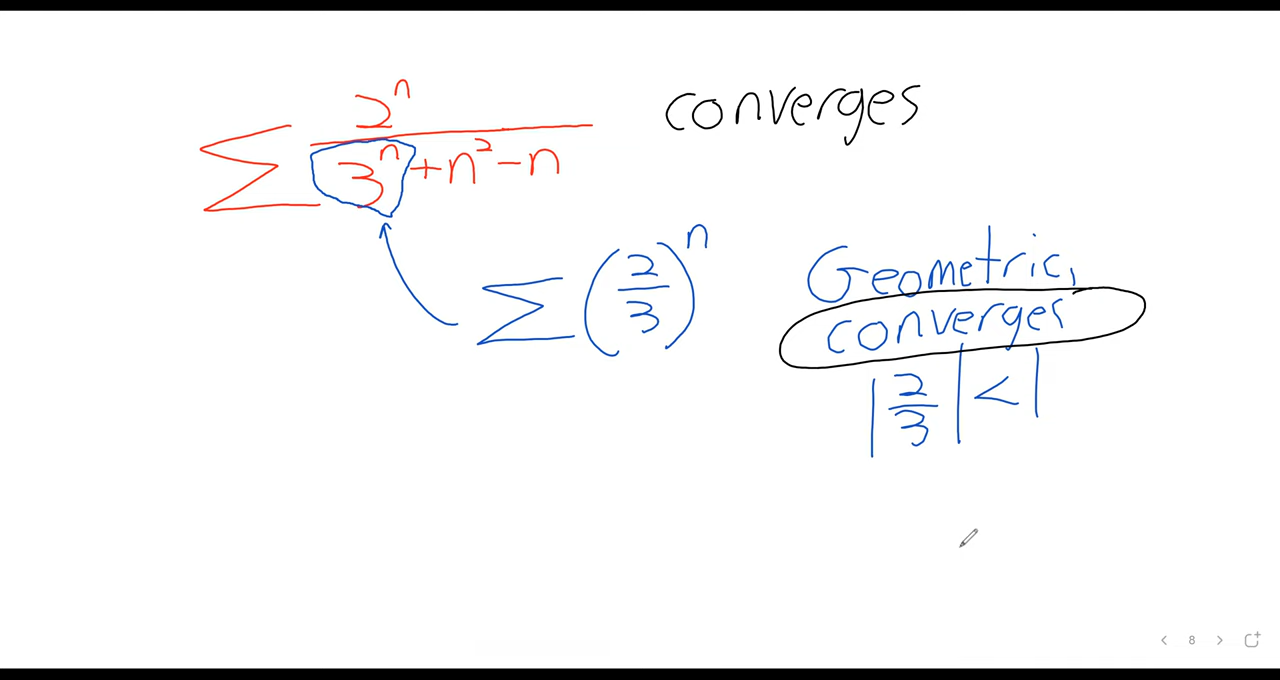 ∑ 2^n / (3^n + n^2 - n) converges
∑ (2/3)^n
Geometric,
converges
|2/3| < 1
8